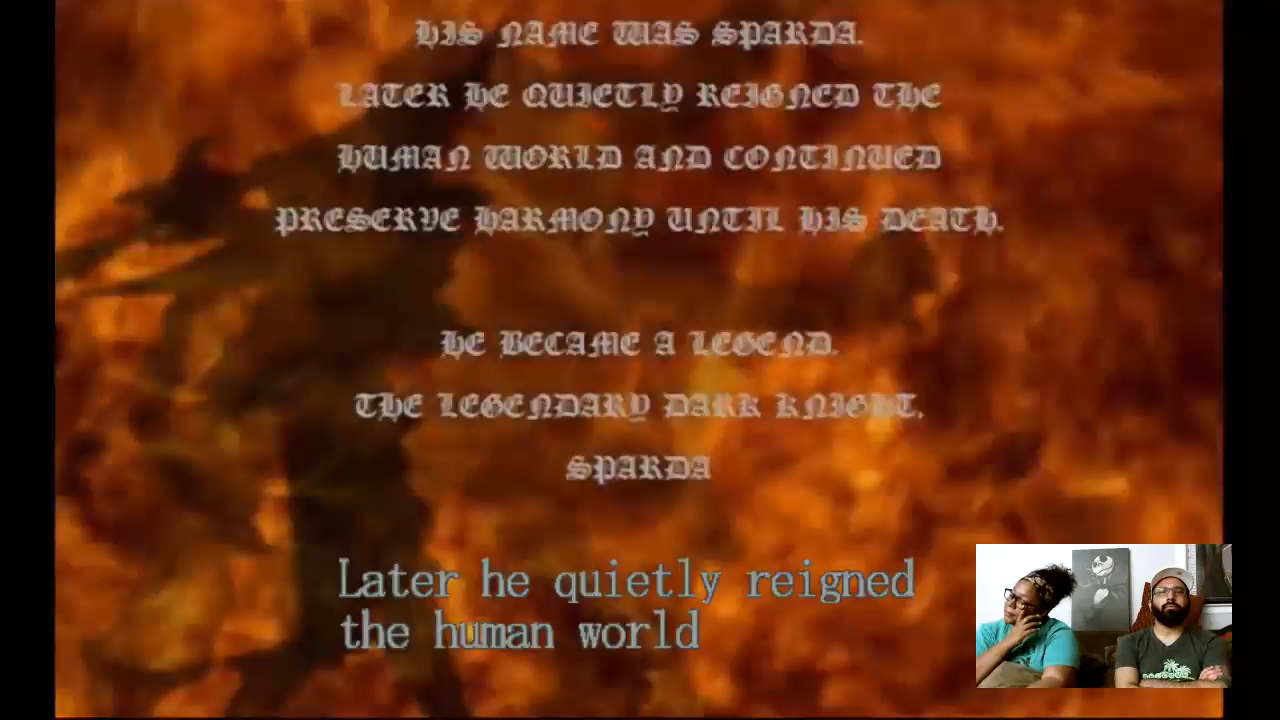 HIS NAME WAS SPARDA.
LATER HE QUIETLY REIGNED THE
HUMAN WORLD AND CONTINUED
PRESERVE HARMONY UNTIL HIS DEATH.
HE BECAME A LEGEND.
THE LEGENDARY DARK KNIGHT.
SPARDA
Later he quietly reigned
the human world